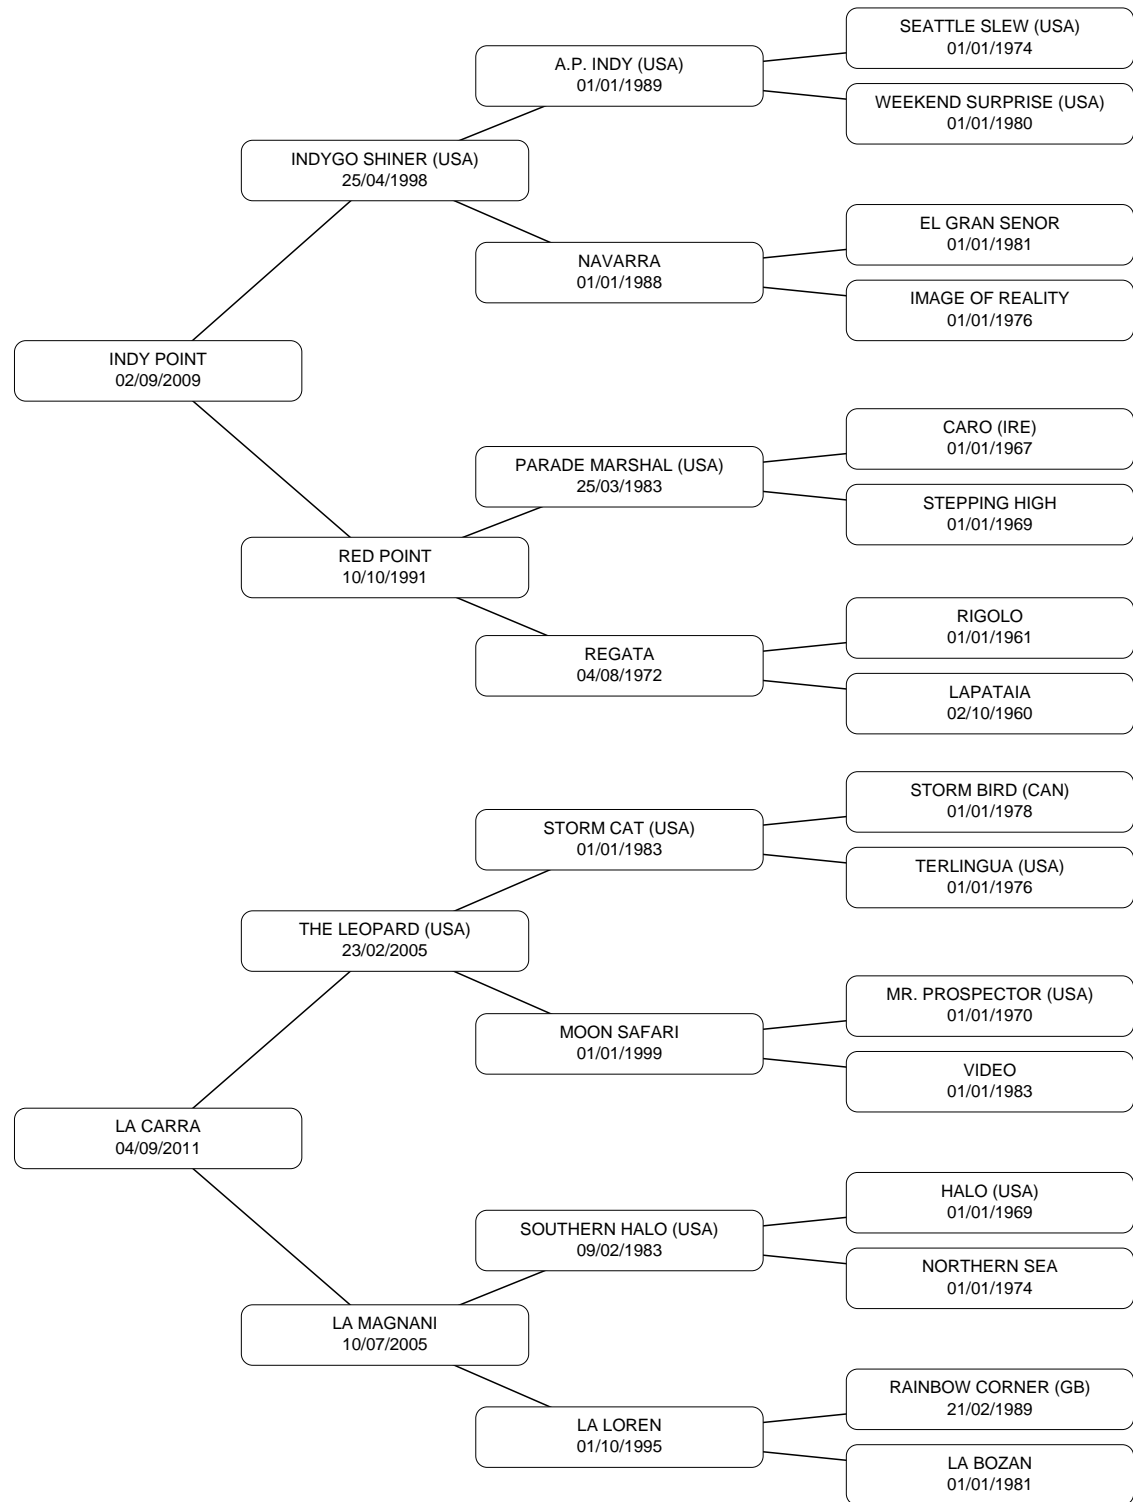 SEATTLE SLEW (USA)
01/01/1974
A.P. INDY (USA)
01/01/1989
WEEKEND SURPRISE (USA)
01/01/1980
INDYGO SHINER (USA)
25/04/1998
EL GRAN SENOR
01/01/1981
NAVARRA
01/01/1988
IMAGE OF REALITY
01/01/1976
INDY POINT
02/09/2009
CARO (IRE)
01/01/1967
PARADE MARSHAL (USA)
25/03/1983
STEPPING HIGH
01/01/1969
RED POINT
10/10/1991
RIGOLO
01/01/1961
REGATA
04/08/1972
LAPATAIA
02/10/1960
STORM BIRD (CAN)
01/01/1978
STORM CAT (USA)
01/01/1983
TERLINGUA (USA)
01/01/1976
THE LEOPARD (USA)
23/02/2005
MR. PROSPECTOR (USA)
01/01/1970
MOON SAFARI
01/01/1999
VIDEO
01/01/1983
LA CARRA
04/09/2011
HALO (USA)
01/01/1969
SOUTHERN HALO (USA)
09/02/1983
NORTHERN SEA
01/01/1974
LA MAGNANI
10/07/2005
RAINBOW CORNER (GB)
21/02/1989
LA LOREN
01/10/1995
LA BOZAN
01/01/1981